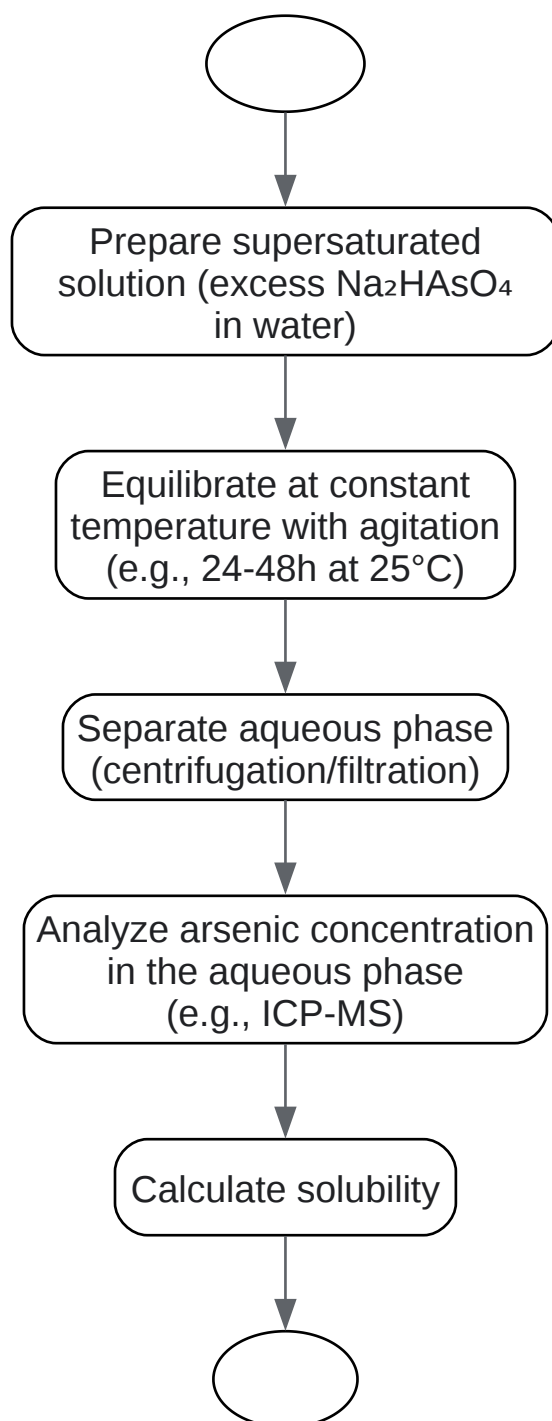 Prepare supersaturated
solution (excess Na₂HAsO₄
in water)
Equilibrate at constant
temperature with agitation
(e.g., 24-48h at 25°C)
Separate aqueous phase
(centrifugation/filtration)
Analyze arsenic concentration
in the aqueous phase
(e.g., ICP-MS)
Calculate solubility